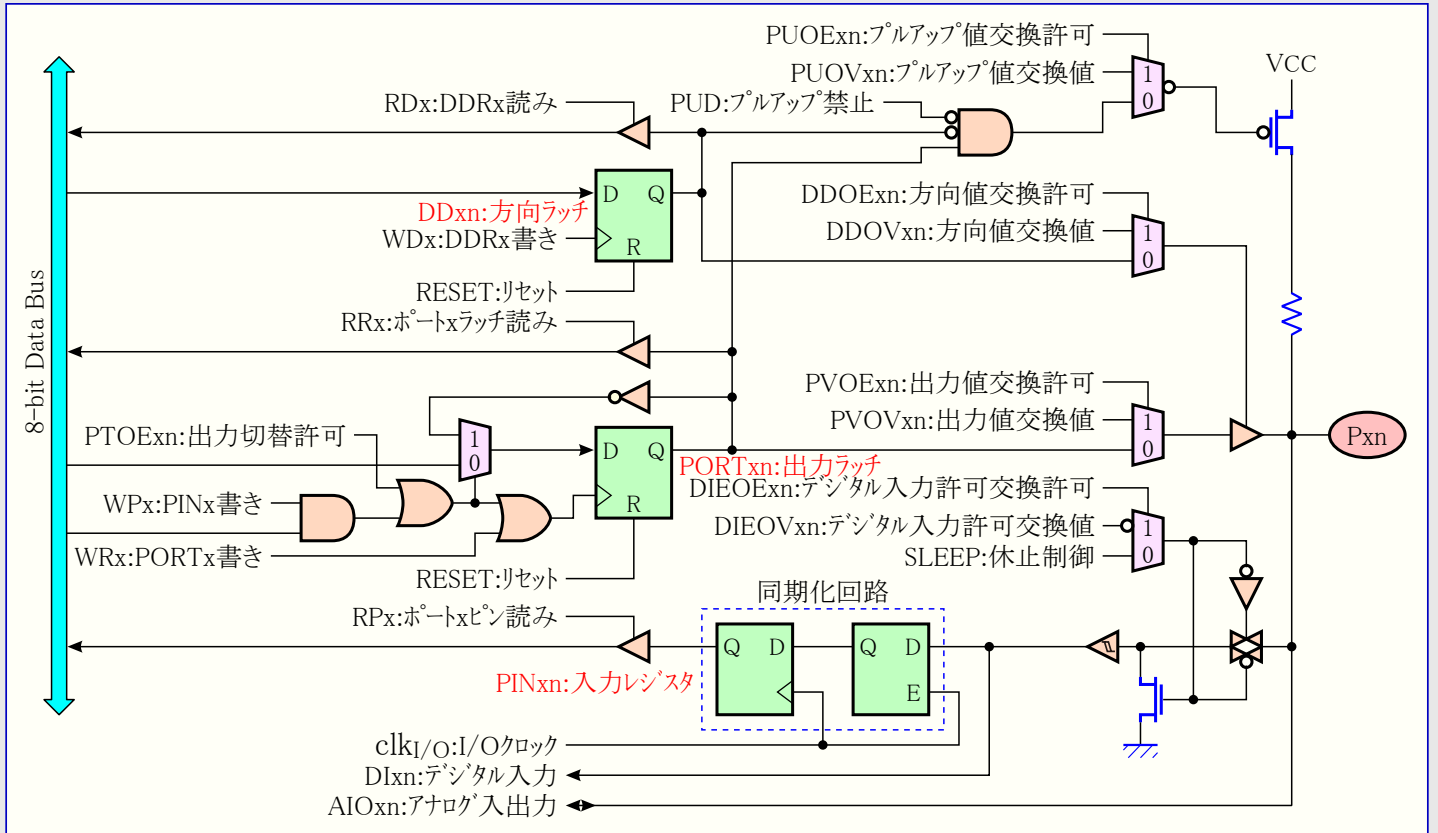 PUOExn:プルアップ値交換許可
PUOVxn:プルアップ値交換値
1
0
VCC
RDx:DDRx読み
PUD:プルアップ禁止
D
Q
R
DDxn:方向ラッチ
WDx:DDRx書き
RESET:リセット
DDOExn:方向値交換許可
DDOVxn:方向値交換値
1
0
8-bit Data Bus
RRx:ポートxラッチ読み
PVOExn:出力値交換許可
PVOVxn:出力値交換値
1
0
Pxn
PTOExn:出力切替許可
1
0
D
Q
R
PORTxn:出力ラッチ
WPx:PINx書き
WRx:PORTx書き
RESET:リセット
DIEOExn:デジタル入力許可交換許可
DIEOVxn:デジタル入力許可交換値
SLEEP:休止制御
1
0
同期化回路
RPx:ポートxピン読み
Q
D
Q
D
E
PINxn:入力レジスタ
clkI/O:I/Oクロック
DIxn:デジタル入力
AIOxn:アナログ入出力